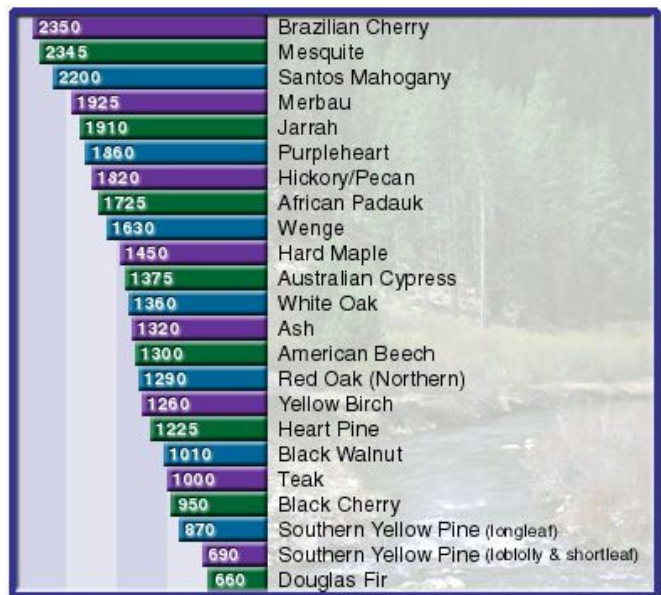 2350 Brazilian Cherry
2345 Mesquite
2200 Santos Mahogany
1925 Merbau
1910 Jarrah
1860 Purpleheart
1820 Hickory/Pecan
1725 African Padauk
1630 Wenge
1450 Hard Maple
1375 Australian Cypress
1360 White Oak
1320 Ash
1300 American Beech
1290 Red Oak (Northern)
1260 Yellow Birch
1225 Heart Pine
1010 Black Walnut
1000 Teak
950 Black Cherry
870 Southern Yellow Pine (longleaf)
690 Southern Yellow Pine (loblolly & shortleaf)
660 Douglas Fir